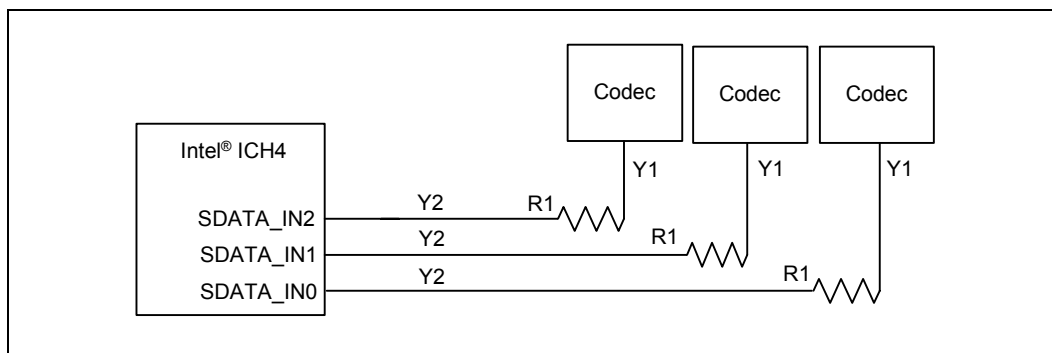 Codec
Codec
Codec
Intel® ICH4
Y1
Y1
Y1
Y2
R1
SDATA_IN2
Y2
R1
SDATA_IN1
Y2
R1
SDATA_IN0